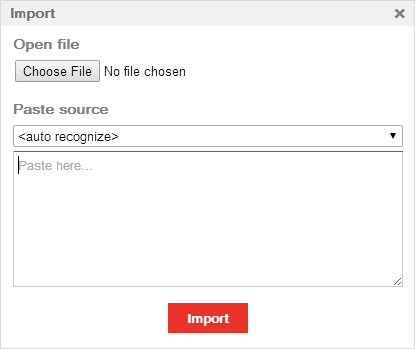 Import
Open file
Choose File No file chosen
Paste source
<auto recognize>
Paste here...
Import